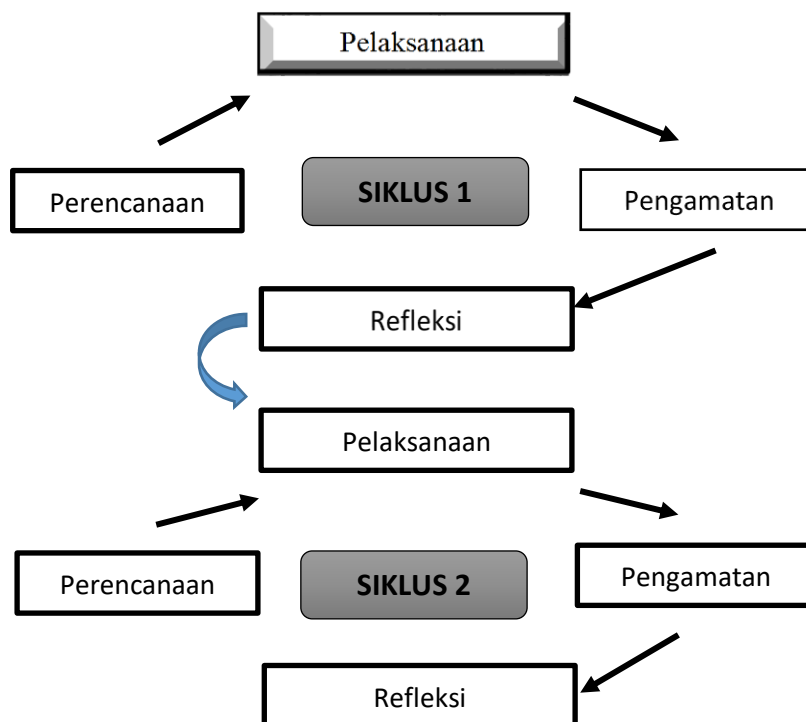 Pelaksanaan
Perencanaan
SIKLUS 1
Pengamatan
Refleksi
Pelaksanaan
Perencanaan
SIKLUS 2
Pengamatan
Refleksi